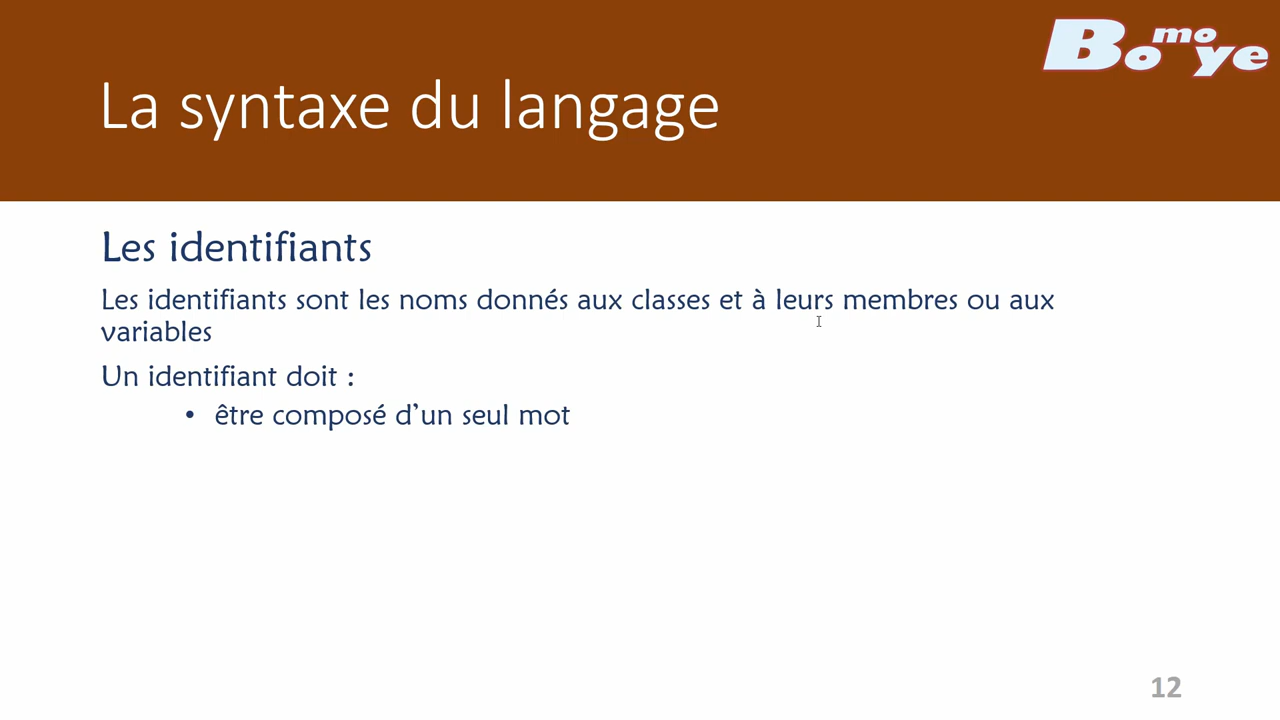 Bomoye
La syntaxe du langage
Les identifiants
Les identifiants sont les noms donnés aux classes et à leurs membres ou aux
variables
Un identifiant doit :
• être composé d’un seul mot
12